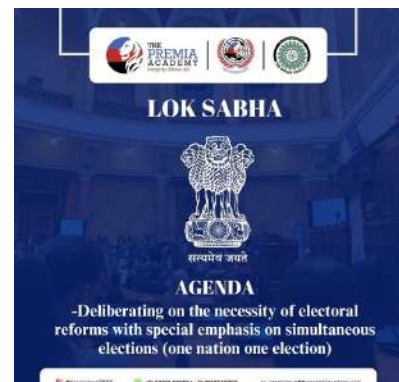 THE
PREMIA
ACADEMY
LOK SABHA
सत्यमेव जयते
AGENDA
-Deliberating on the necessity of electoral
reforms with special emphasis on simultaneous
elections (one nation one election)